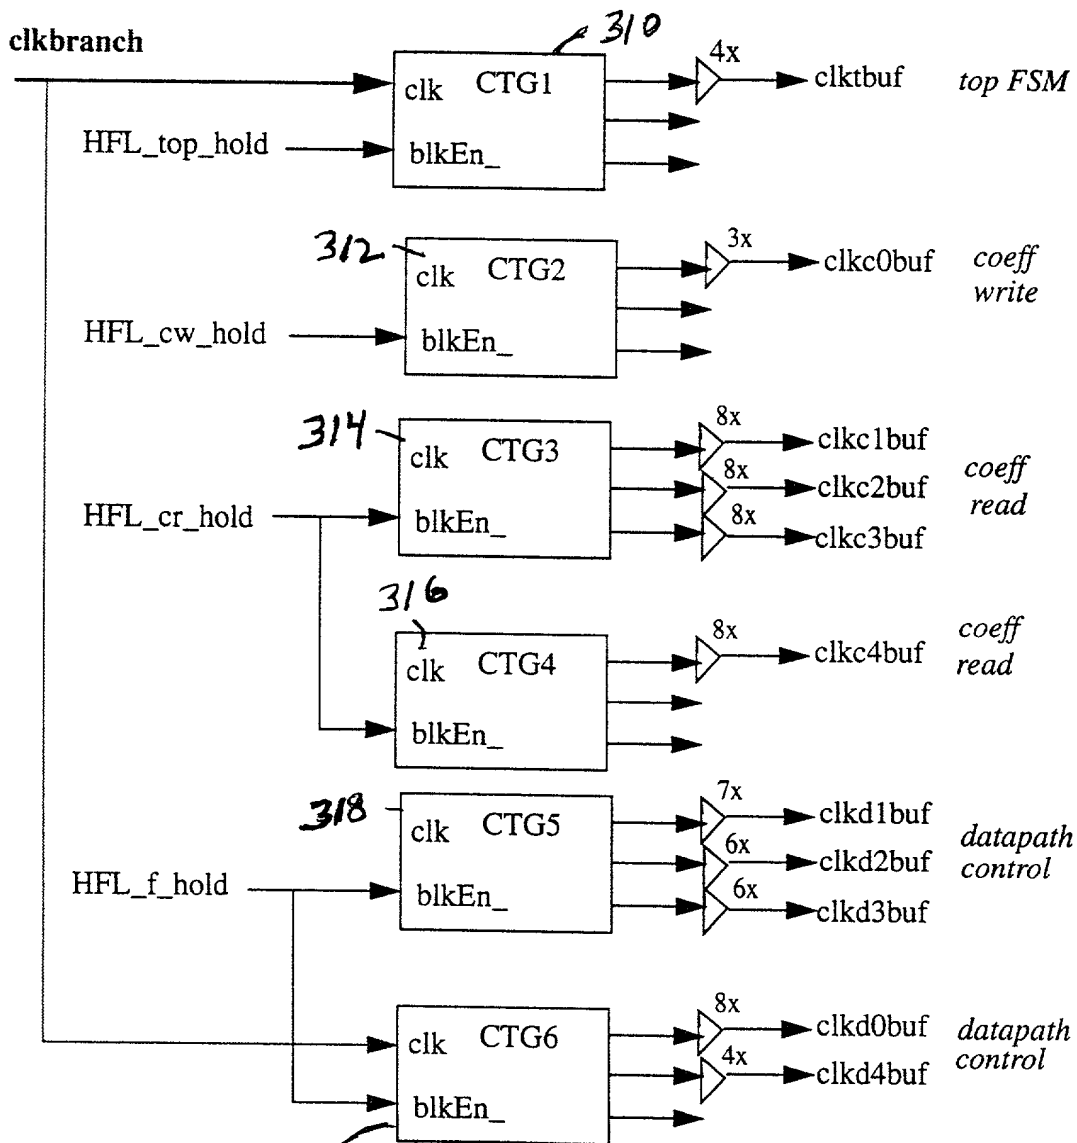 310
clkbranch
4x
clk CTG1 clktbuf top FSM
HFL_top_hold blkEn_
312
3x
clk CTG2 clkc0buf coeff
write
HFL_cw_hold blkEn_
314
8x
clk CTG3 clkc1buf
8x
clkc2buf coeff
HFL_cr_hold blkEn_ read
8x
clkc3buf
316
8x
clk CTG4 clkc4buf coeff
read
blkEn_
318
7x
clk CTG5 clkd1buf datapath
6x
clkd2buf control
HFL_f_hold blkEn_
6x
clkd3buf
8x
clk CTG6 clkd0buf datapath
control
4x
clkd4buf
blkEn_